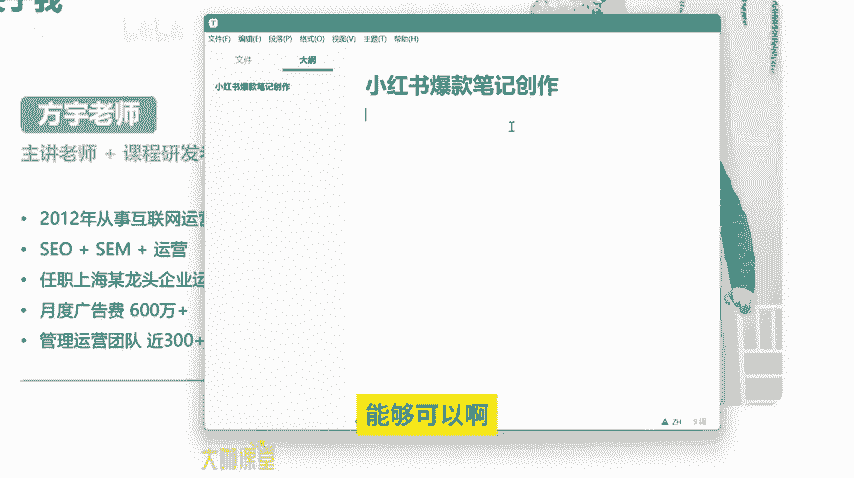 关于我
方宇老师
主讲老师 + 课程研发
2012年从事互联网运营
SEO + SEM + 运营
任职上海某龙头企业运
月度广告费 600万+
管理运营团队 近300+
文件(F) 编辑(E) 段落(P) 格式(O) 视图(V) 主题(T) 帮助(H)
文件 大纲
小红书爆款笔记创作
小红书爆款笔记创作
ZH 9 词
能够可以啊